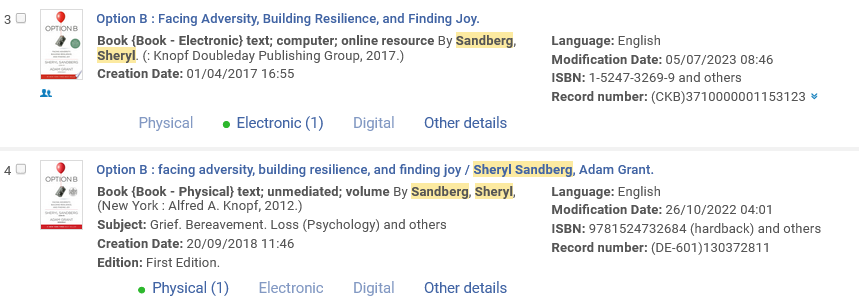 3
Option B : Facing Adversity, Building Resilience, and Finding Joy.
Book {Book - Electronic} text; computer; online resource By Sandberg,
Sheryl. (: Knopf Doubleday Publishing Group, 2017.)
Creation Date: 01/04/2017 16:55
Language: English
Modification Date: 05/07/2023 08:46
ISBN: 1-5247-3269-9 and others
Record number: (CKB)3710000001153123
OPTION B
Physical
Electronic (1)
Digital
Other details
4
Option B : facing adversity, building resilience, and finding joy / Sheryl Sandberg, Adam Grant.
Book {Book - Physical} text; unmediated; volume By Sandberg, Sheryl,
(New York : Alfred A. Knopf, 2012.)
Subject: Grief. Bereavement. Loss (Psychology) and others
Creation Date: 20/09/2018 11:46
Edition: First Edition.
Language: English
Modification Date: 26/10/2022 04:01
ISBN: 9781524732684 (hardback) and others
Record number: (DE-601)130372811
OPTION B
Physical (1)
Electronic
Digital
Other details